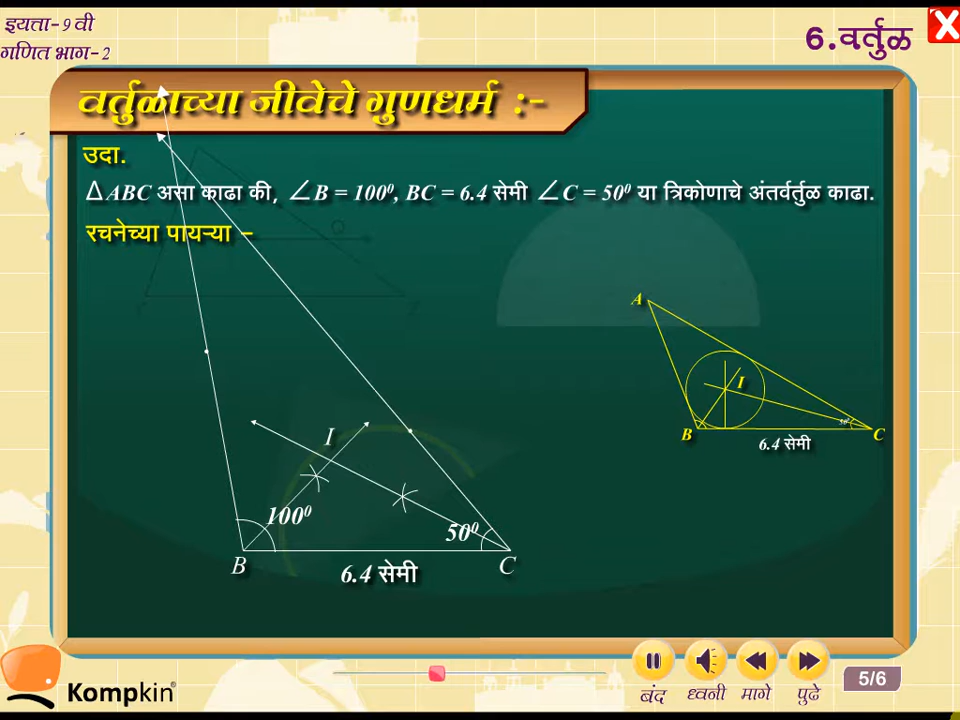 इयत्ता-9 वी
गणित भाग-2
6.वर्तुळ
X
वर्तुळाच्या जीवेचे गुणधर्म :-
उदा.
Δ ABC असा काढा की, ∠B = 100⁰, BC = 6.4 सेमी ∠C = 50⁰ या त्रिकोणाचे अंतर्वर्तुळ काढा.
रचनेच्या पायऱ्या -
Q
A
I
50⁰
B
C
6.4 सेमी
I
100⁰
50⁰
B
C
6.4 सेमी
Kompkin®
बंद
ध्वनी
मागे
पुढे
5/6